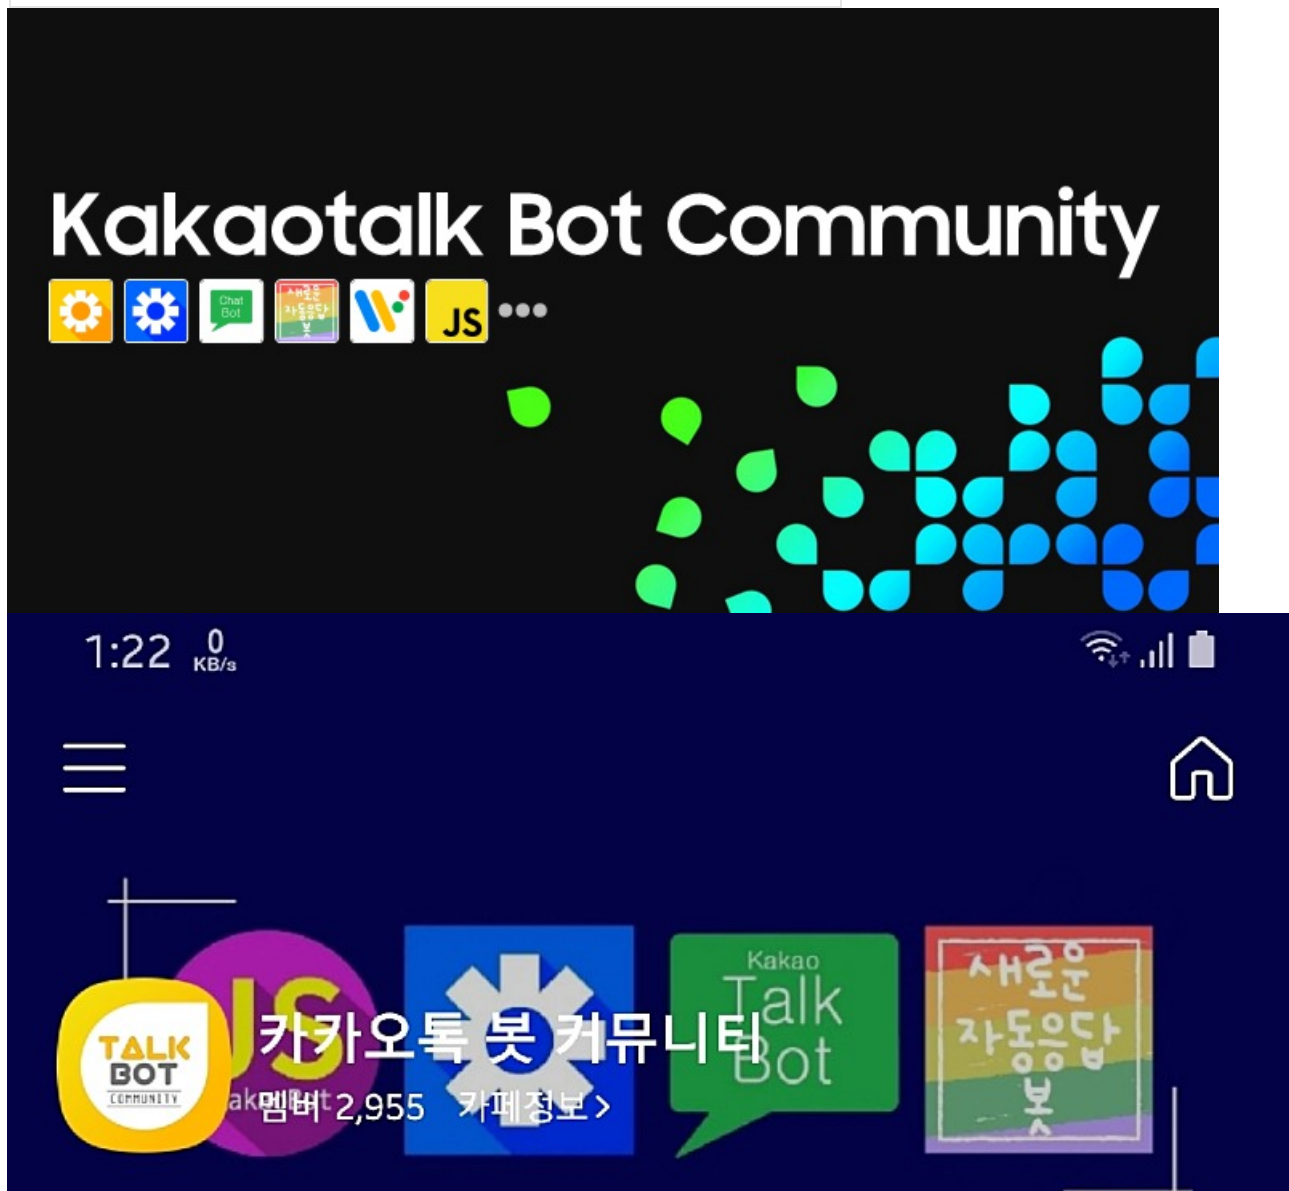 Kakaotalk Bot Community
Chat
Bot
새로운
자동응답
봇
JS
1:22
0
KB/s
JS
Kakao
Talk
Bot
새로운
자동응답
봇
TALK
BOT
COMMUNITY
카카오톡 봇 커뮤니티
멤버 2,955 카페정보>